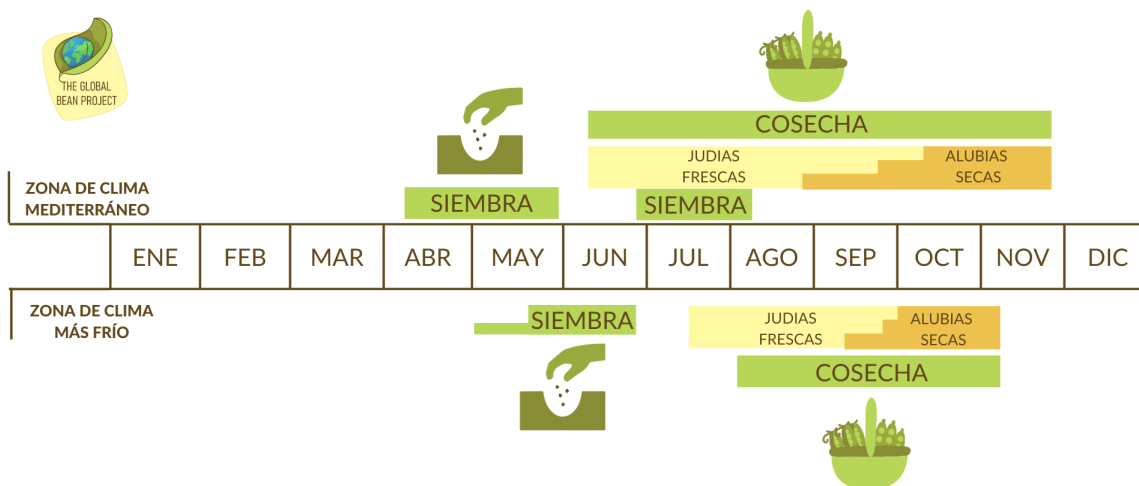 THE GLOBAL
BEAN PROJECT
COSECHA
JUDIAS
FRESCAS
ALUBIAS
SECAS
ZONA DE CLIMA
MEDITERRÁNEO
SIEMBRA
SIEMBRA
ENE FEB MAR ABR MAY JUN JUL AGO SEP OCT NOV DIC
ZONA DE CLIMA
MÁS FRÍO
SIEMBRA
JUDIAS
FRESCAS
ALUBIAS
SECAS
COSECHA